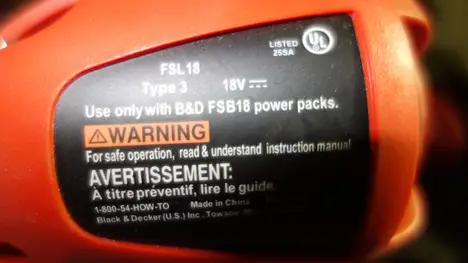 LISTED
25SA
UL
FSL18
Type 3 18V
Use only with B&D FSB18 power packs.
WARNING
For safe operation, read & understand instruction manual
AVERTISSEMENT:
À titre préventif, lire le guide
1-800-54-HOW-TO Made in China
Black & Decker (U.S.) Inc. Towson